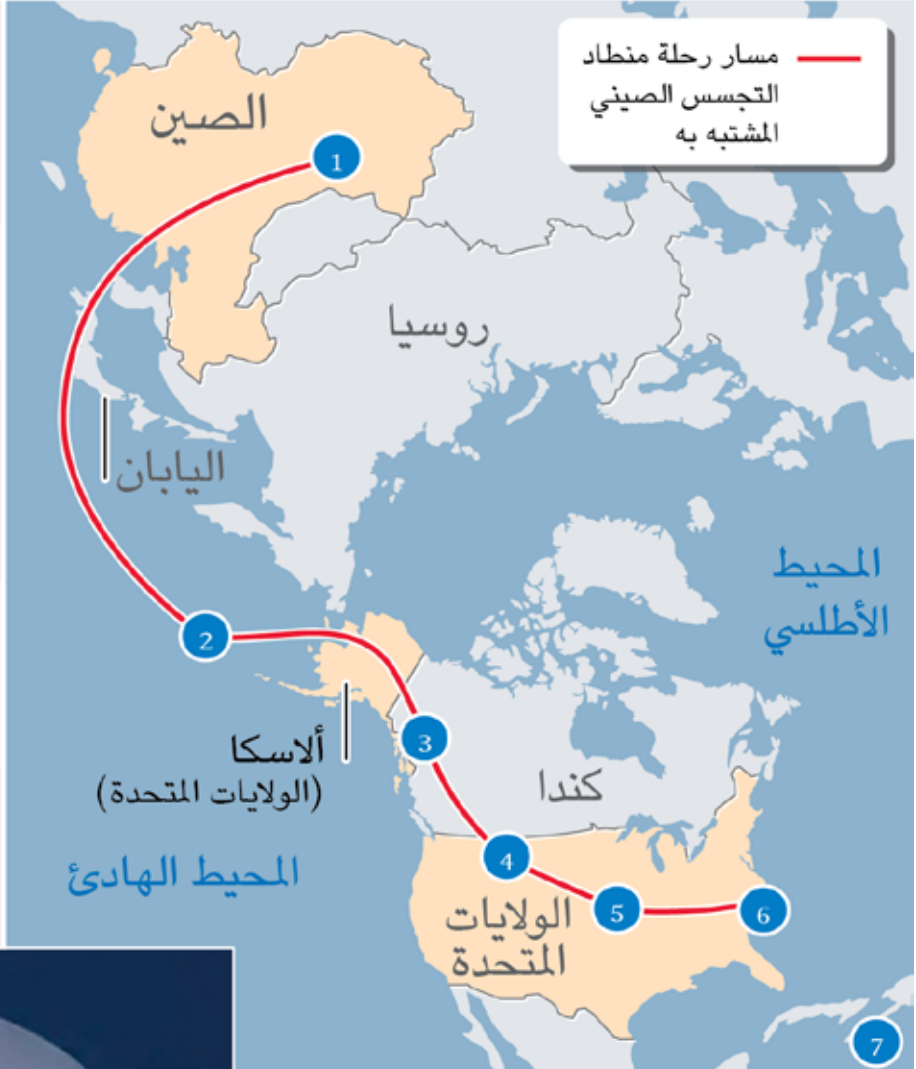 مسار رحلة منطاد
التجسس الصيني
المشتبه به
الصين
1
روسيا
اليابان
المحيط
الأطلسي
2
3
ألاسكا
(الولايات المتحدة)
كندا
4
المحيط الهادئ
5
6
الولايات
المتحدة
7